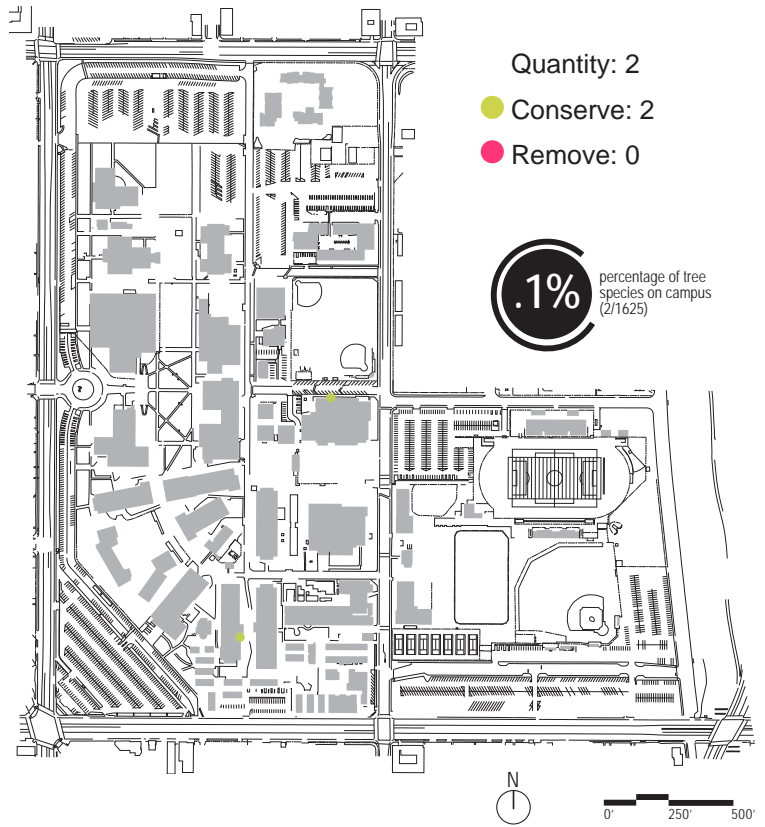 Quantity: 2
Conserve: 2
Remove: 0
.1%
percentage of tree
species on campus
(2/1625)
N
0' 250' 500'